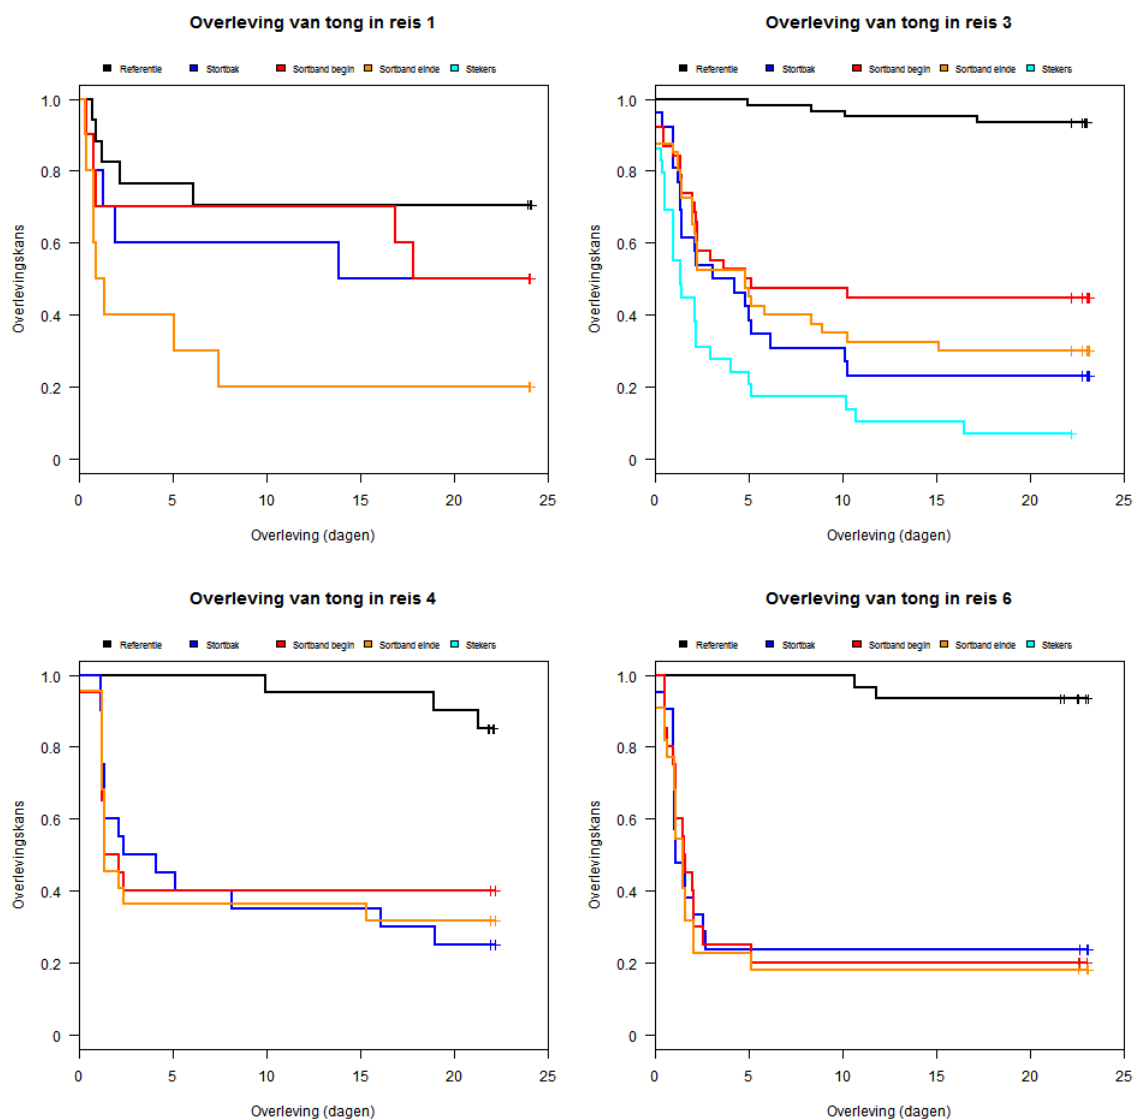 Overleving van tong in reis 1
Referentie Stortbak Sortband begin Sortband einde Stekers
1.0
0.8
0.6
0.4
0.2
0
Overlevingskans
0 5 10 15 20 25
Overleving (dagen)
Overleving van tong in reis 3
Referentie Stortbak Sortband begin Sortband einde Stekers
1.0
0.8
0.6
0.4
0.2
0
Overlevingskans
0 5 10 15 20 25
Overleving (dagen)
Overleving van tong in reis 4
Referentie Stortbak Sortband begin Sortband einde Stekers
1.0
0.8
0.6
0.4
0.2
0
Overlevingskans
0 5 10 15 20 25
Overleving (dagen)
Overleving van tong in reis 6
Referentie Stortbak Sortband begin Sortband einde Stekers
1.0
0.8
0.6
0.4
0.2
0
Overlevingskans
0 5 10 15 20 25
Overleving (dagen)